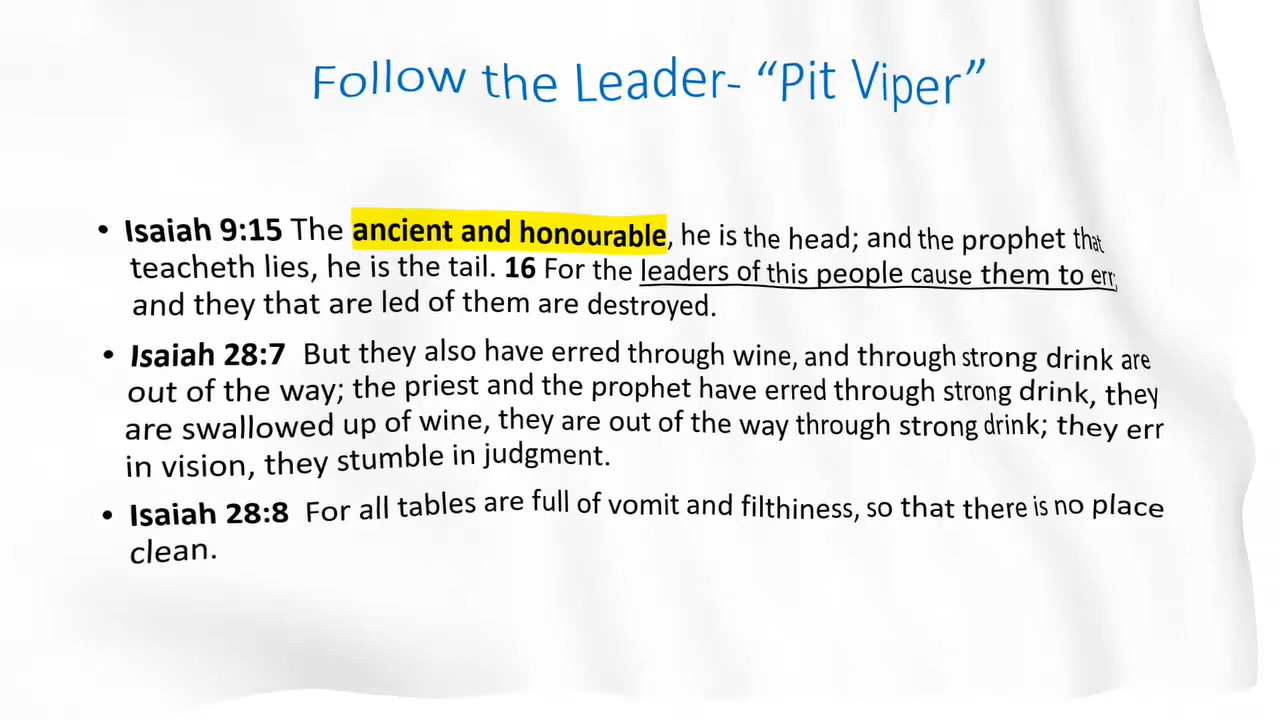 Follow the Leader- “Pit Viper”
• Isaiah 9:15 The ancient and honourable, he is the head; and the prophet that
teacheth lies, he is the tail. 16 For the leaders of this people cause them to err;
and they that are led of them are destroyed.
• Isaiah 28:7 But they also have erred through wine, and through strong drink are
out of the way; the priest and the prophet have erred through strong drink, they
are swallowed up of wine, they are out of the way through strong drink; they err
in vision, they stumble in judgment.
• Isaiah 28:8 For all tables are full of vomit and filthiness, so that there is no place
clean.